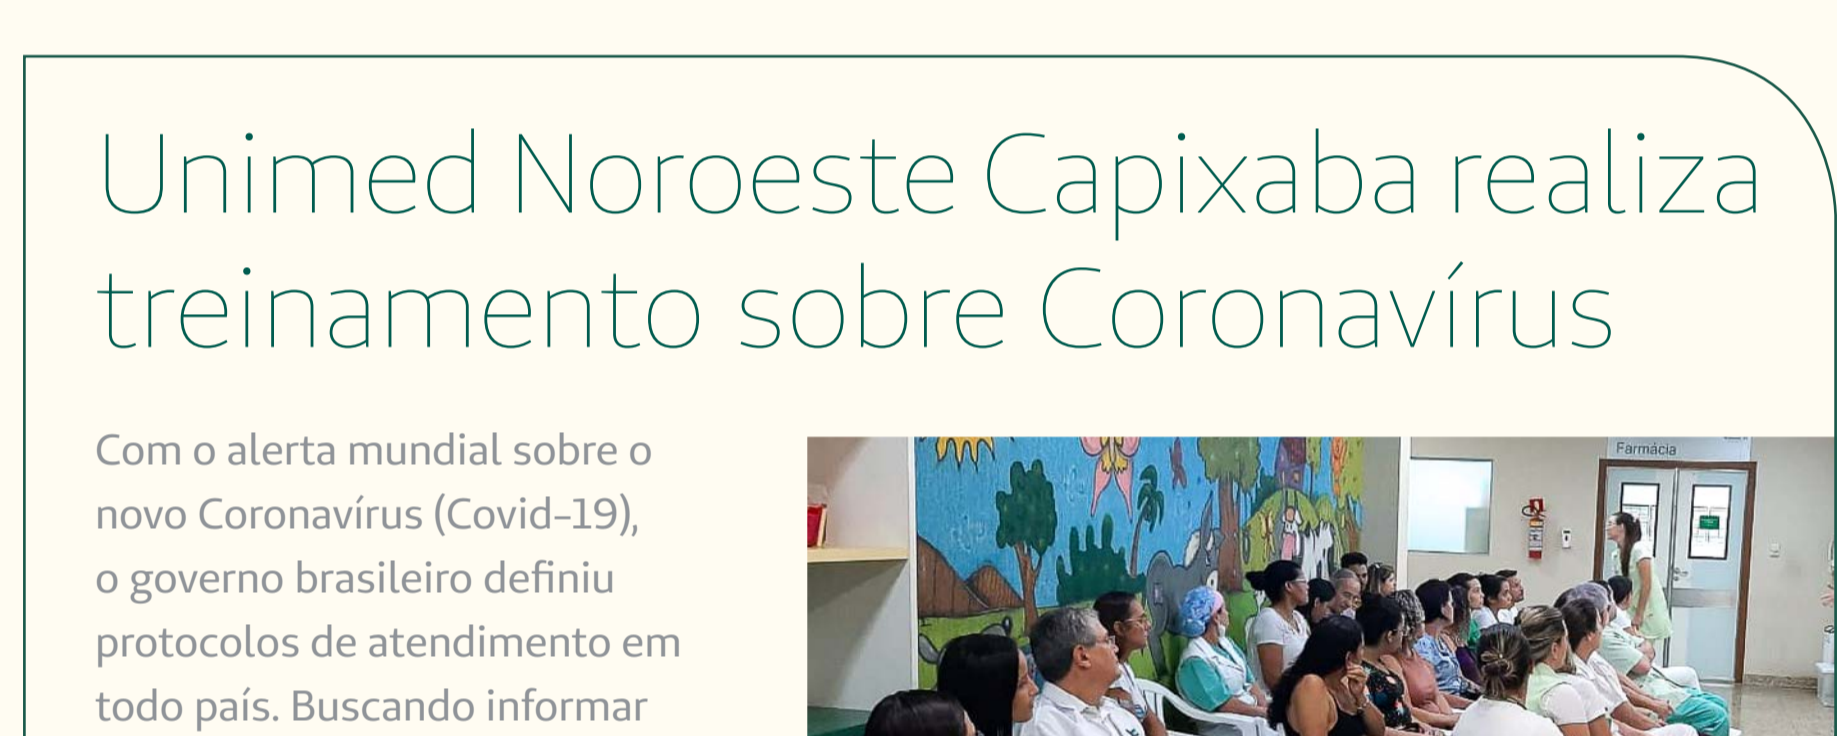 Unimed Noroeste Capixaba realiza
treinamento sobre Coronavírus
Com o alerta mundial sobre o
novo Coronavírus (Covid-19),
o governo brasileiro definiu
protocolos de atendimento em
todo país. Buscando informar
Farmácia